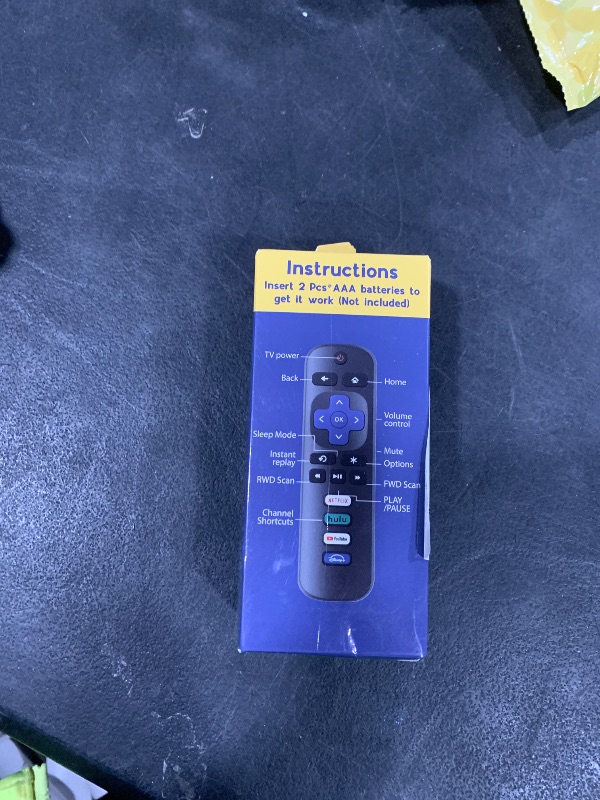 Instructions
Insert 2 Pcs*AAA batteries to
get it work (Not included)
TV power
Back
Home
OK
Volume
control
Sleep Mode
Mute
Instant
replay
Options
RWD Scan
FWD Scan
NETFLIX
PLAY
/PAUSE
Channel
Shortcuts
hulu
YouTube
Disney+